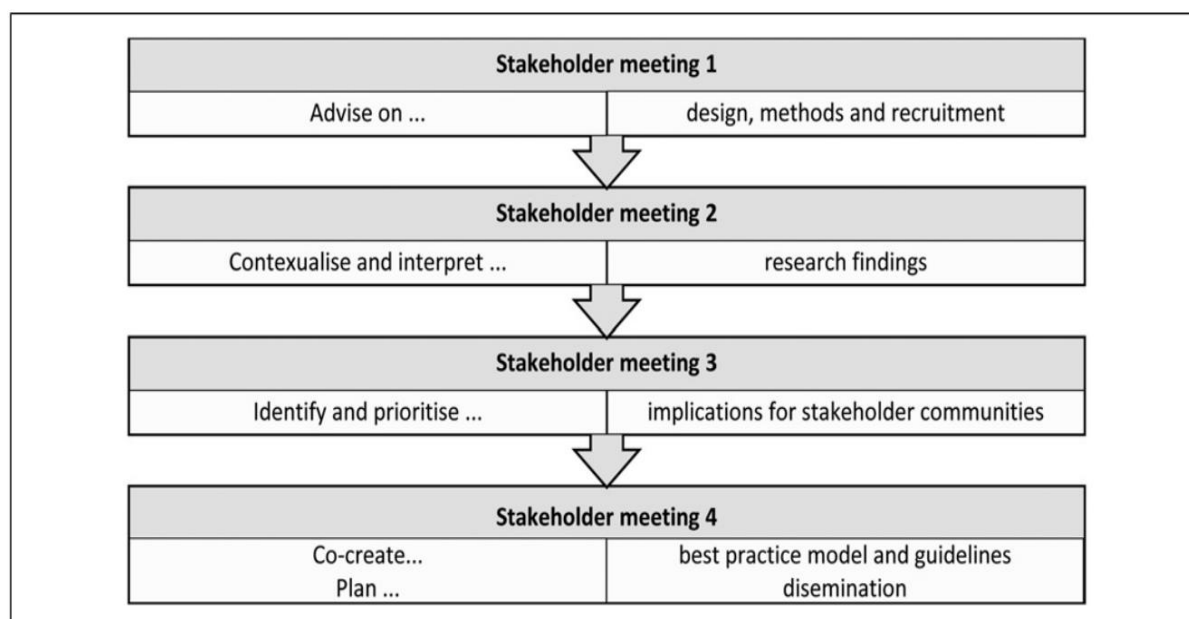 Stakeholder meeting 1
Advise on ... design, methods and recruitment
Stakeholder meeting 2
Contexualise and interpret ... research findings
Stakeholder meeting 3
Identify and prioritise ... implications for stakeholder communities
Stakeholder meeting 4
Co-create... best practice model and guidelines
Plan ... disemination